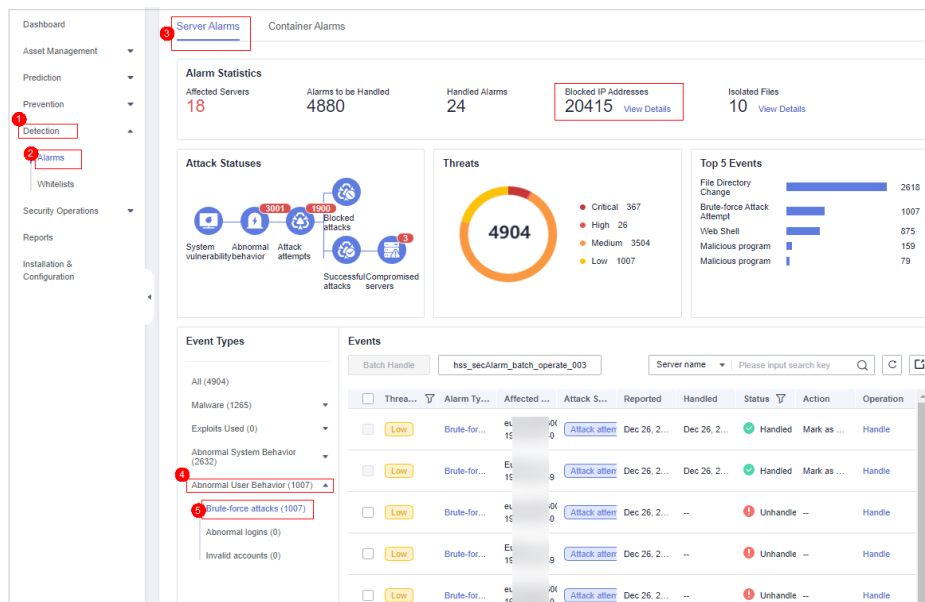 Dashboard
Asset Management
Prediction
Prevention
1
Detection
2
Alarms
Whitelists
Security Operations
Reports
Installation &
Configuration
3
Server Alarms
Container Alarms
Alarm Statistics
Affected Servers
18
Alarms to be Handled
4880
Handled Alarms
24
Blocked IP Addresses
20415 View Details
Isolated Files
10 View Details
Attack Statuses
3001
1900
3
System
vulnerability
Abnormal
behavior
Attack
attempts
Blocked
attacks
Successful
attacks
Compromised
servers
Threats
4904
Critical 367
High 26
Medium 3504
Low 1007
Top 5 Events
File Directory
Change
2618
Brute-force Attack
Attempt
1007
Web Shell 875
Malicious program 159
Malicious program 79
Event Types
All (4904)
Malware (1265)
Exploits Used (0)
Abnormal System Behavior
(2632)
4
Abnormal User Behavior (1007)
5
Brute-force attacks (1007)
Abnormal logins (0)
Invalid accounts (0)
Events
Batch Handle hss_secAlarm_batch_operate_003 Server name Please input search key
Threa... Alarm Ty... Affected ... Attack S... Reported Handled Status Action Operation
Low Brute-for... Attack attem Dec 26, 2... Dec 26, 2... Handled Mark as ... Handle
Low Brute-for... Attack attem Dec 26, 2... Dec 26, 2... Handled Mark as ... Handle
Low Brute-for... Attack attem Dec 26, 2... -- Unhandle -- Handle
Low Brute-for... Attack attem Dec 26, 2... -- Unhandle -- Handle
Low Brute-for... Attack attem Dec 26, 2... -- Unhandle -- Handle